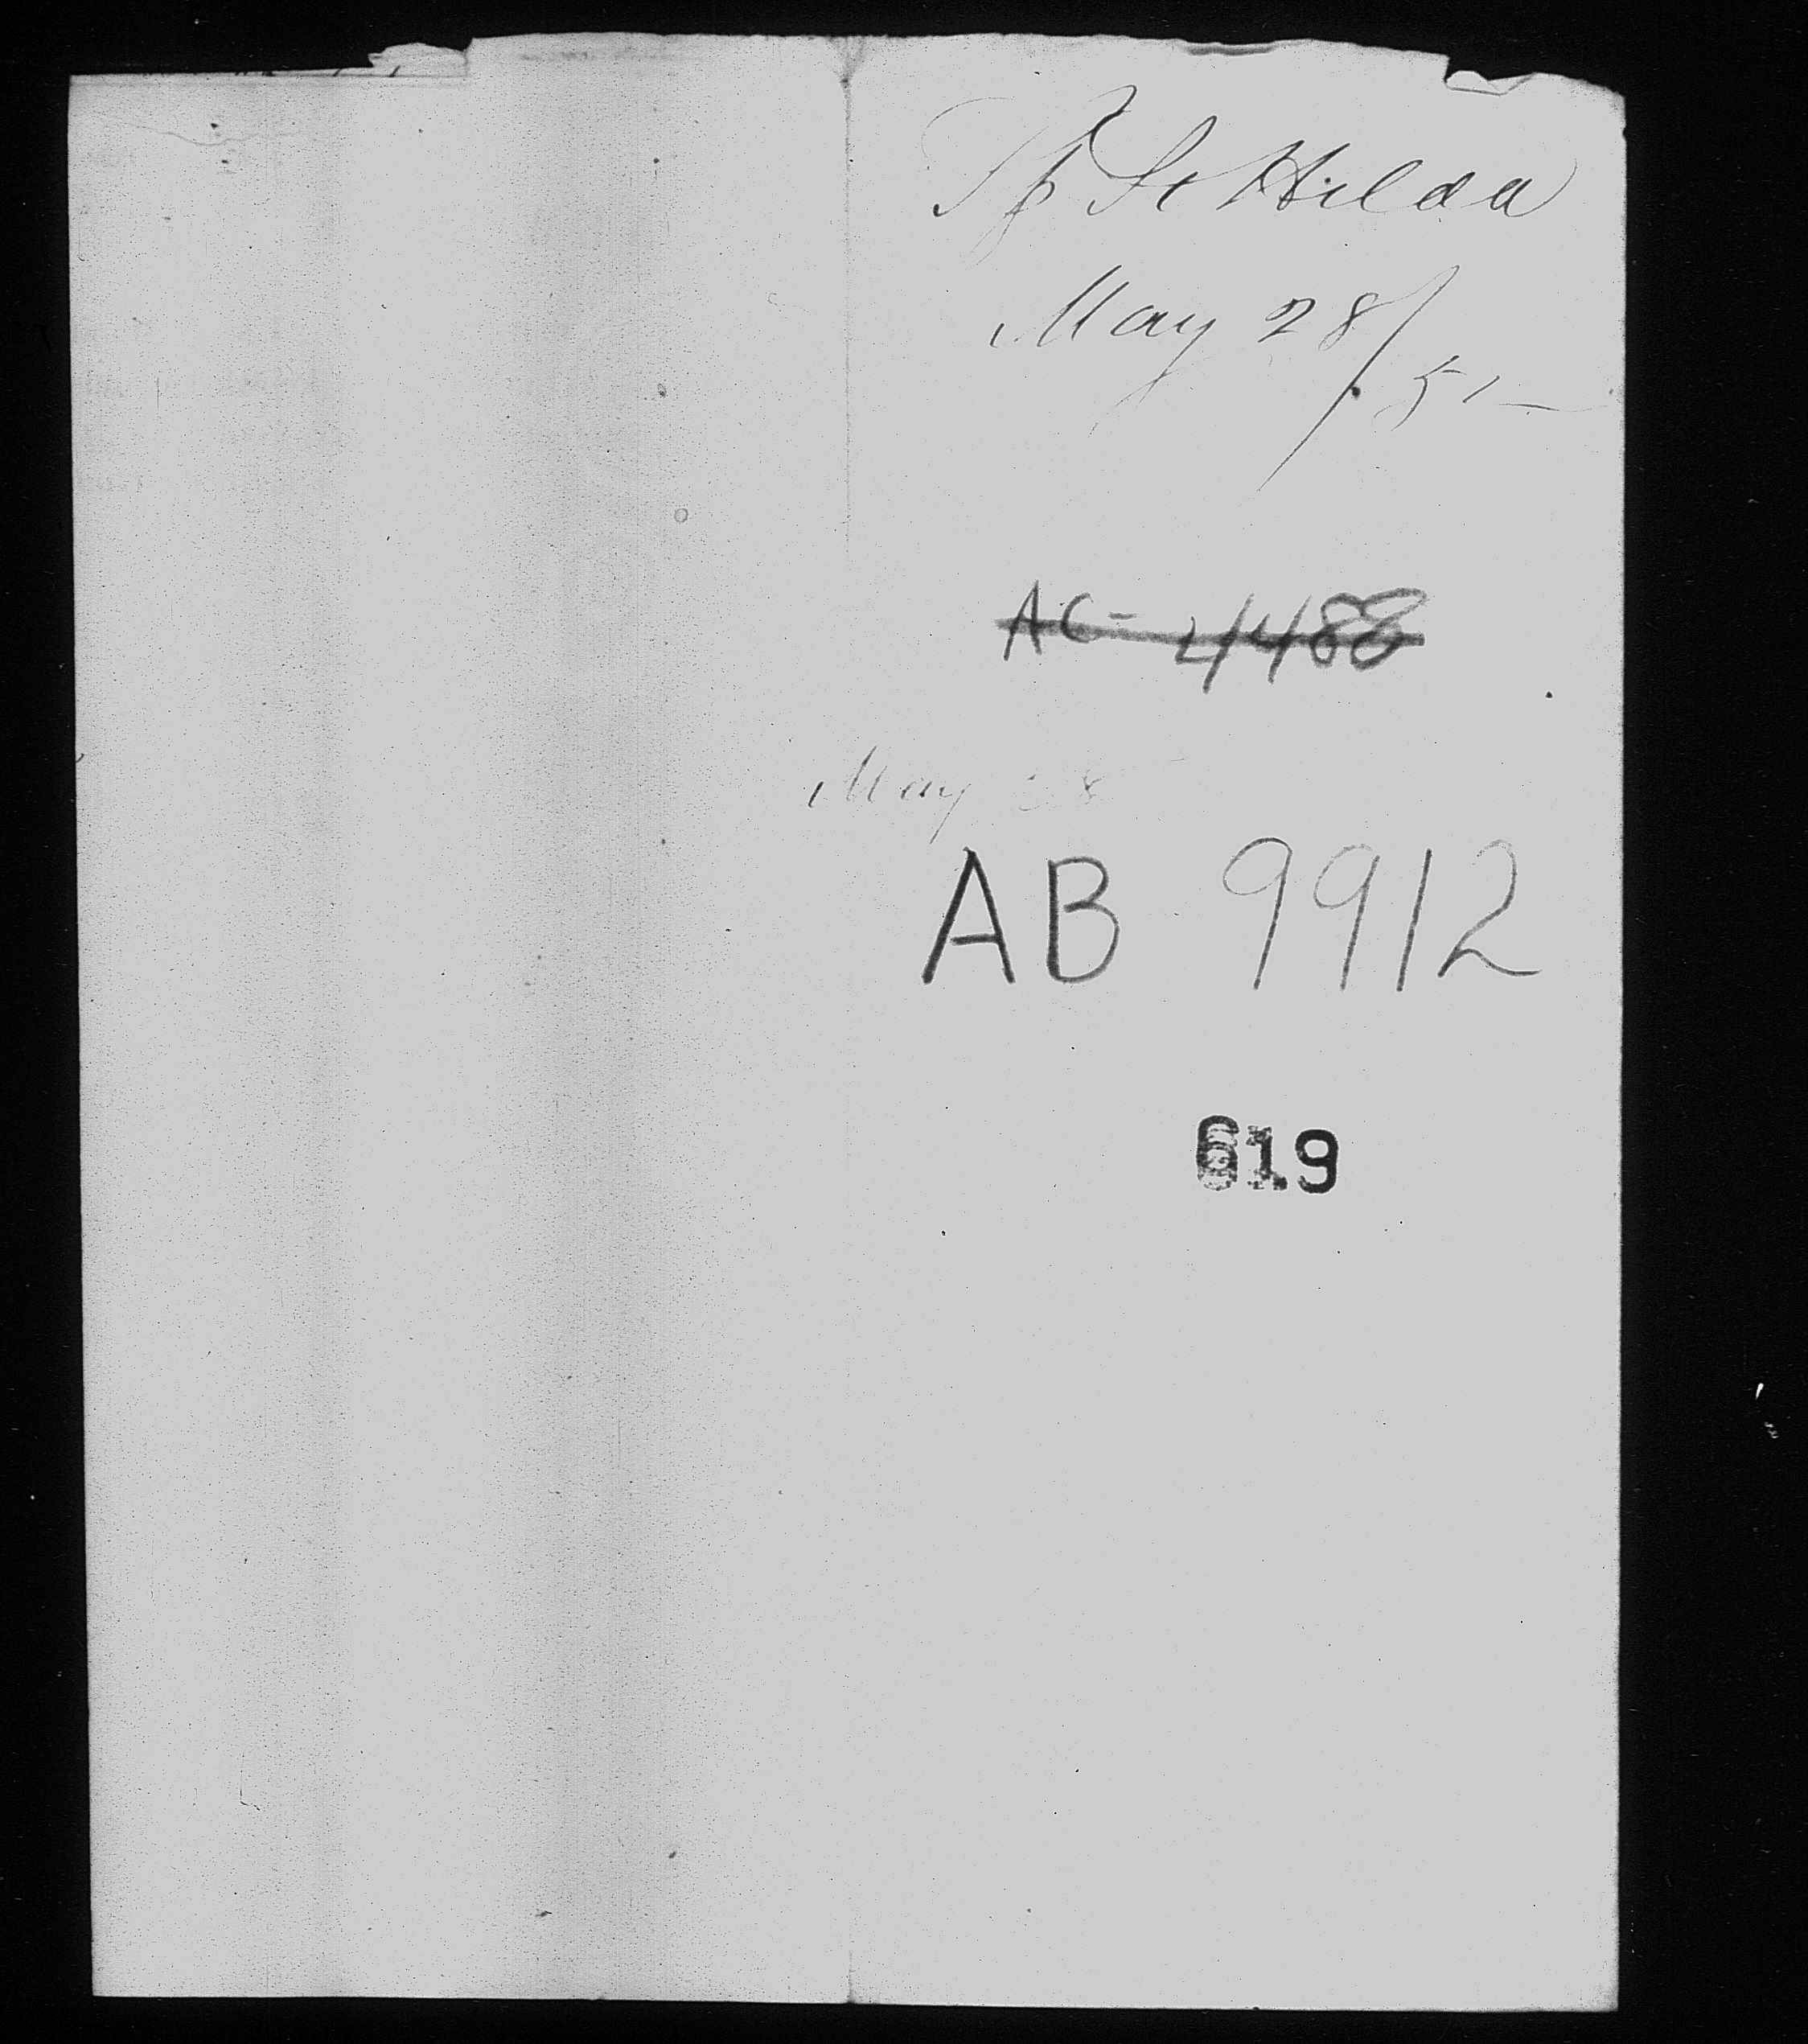 Sp St Hilda
May 28/51
AC- 4488
May 28
AB 9912
619